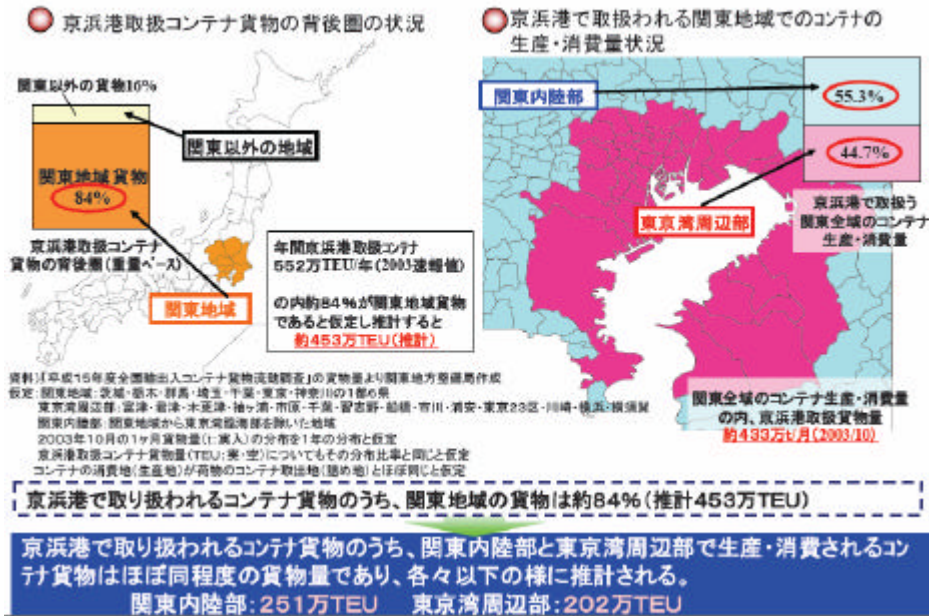 京浜港取扱コンテナ貨物の背後圏の状況
関東以外の貨物16%
関東以外の地域
関東地域貨物
84%
京浜港取扱コンテナ
貨物の背後圏(重量ベース)
関東地域
年間京浜港取扱コンテナ
552万TEU/年(2003速報値)
の内約84%が関東地域貨物
であると仮定し推計すると
約453万TEU(推計)
京浜港で取扱われる関東地域でのコンテナの
生産・消費量状況
関東内陸部
55.3%
44.7%
東京湾周辺部
京浜港で取扱う
関東全域のコンテナ
生産・消費量
関東全域のコンテナ生産・消費量
の内、京浜港取扱貨物量
約433万t/月(2003/10)
資料)「平成15年度全国輸出入コンテナ貨物流動調査」の貨物量より関東地方整備局作成
仮定:関東地域:茨城・栃木・群馬・埼玉・千葉・東京・神奈川の1都6県
東京湾周辺部:富津・君津・木更津・袖ヶ浦・市原・千葉・習志野・船橋・市川・浦安・東京23区・川崎・横浜・横須賀
関東内陸部:関東地域から東京湾臨海部を除いた地域
2003年10月の1ヶ月貨物量(t:実入)の分布を1年の分布と仮定
京浜港取扱コンテナ貨物量(TEU:実・空)についてもその分布比率と同じと仮定
コンテナの消費地(生産地)が荷物のコンテナ取出地(詰め地)とほぼ同じと仮定
京浜港で取り扱われるコンテナ貨物のうち、関東地域の貨物は約84%(推計453万TEU)
京浜港で取り扱われるコンテナ貨物のうち、関東内陸部と東京湾周辺部で生産・消費されるコン
テナ貨物はほぼ同程度の貨物量であり、各々以下の様に推計される。
関東内陸部:251万TEU 東京湾周辺部:202万TEU